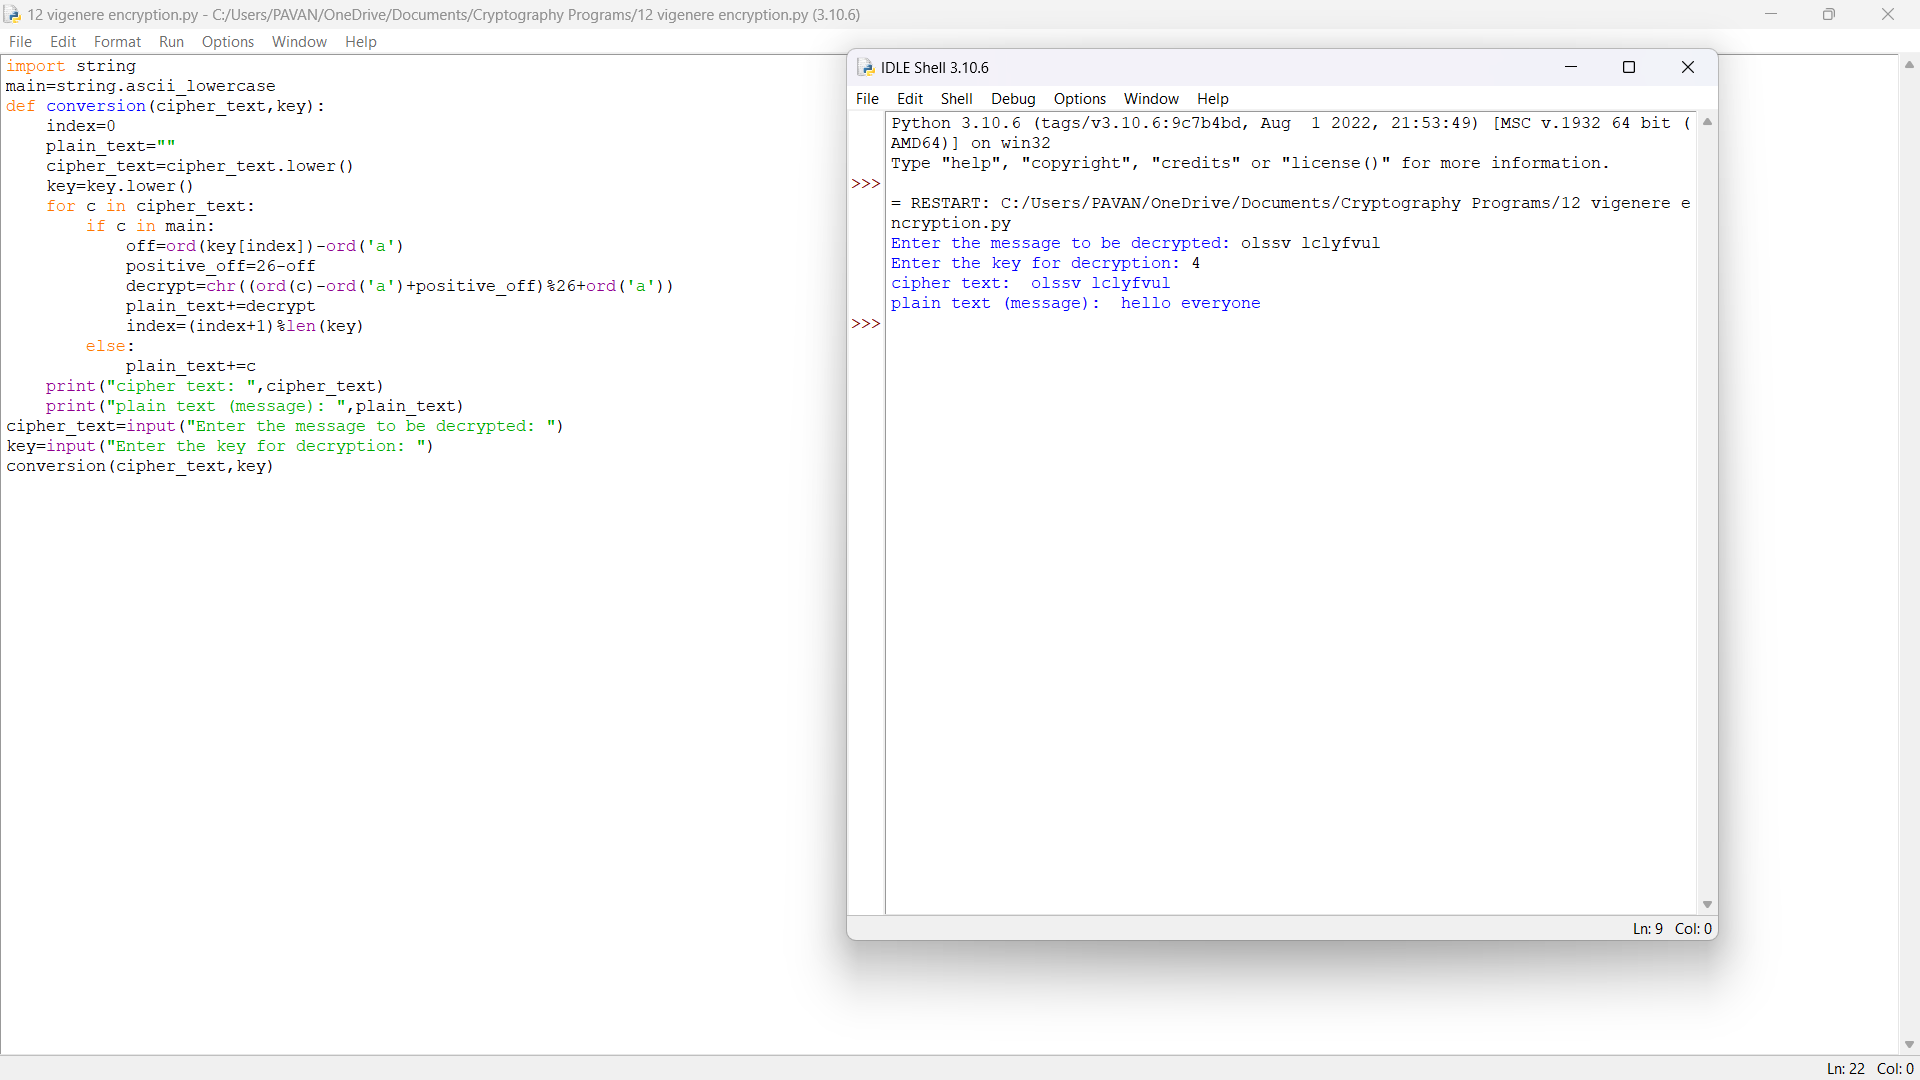 12 vigenere encryption.py - C:/Users/PAVAN/OneDrive/Documents/Cryptography Programs/12 vigenere encryption.py (3.10.6)
File Edit Format Run Options Window Help
import string
main=string.ascii_lowercase
def conversion(cipher_text,key):
    index=0
    plain_text=""
    cipher_text=cipher_text.lower()
    key=key.lower()
    for c in cipher_text:
        if c in main:
            off=ord(key[index])-ord('a')
            positive_off=26-off
            decrypt=chr((ord(c)-ord('a')+positive_off)%26+ord('a'))
            plain_text+=decrypt
            index=(index+1)%len(key)
        else:
            plain_text+=c
    print("cipher text: ",cipher_text)
    print("plain text (message): ",plain_text)
cipher_text=input("Enter the message to be decrypted: ")
key=input("Enter the key for decryption: ")
conversion(cipher_text,key)
IDLE Shell 3.10.6
File Edit Shell Debug Options Window Help
Python 3.10.6 (tags/v3.10.6:9c7b4bd, Aug  1 2022, 21:53:49) [MSC v.1932 64 bit (
AMD64)] on win32
Type "help", "copyright", "credits" or "license()" for more information.
>>>
= RESTART: C:/Users/PAVAN/OneDrive/Documents/Cryptography Programs/12 vigenere e
ncryption.py
Enter the message to be decrypted: olssv lclyfvul
Enter the key for decryption: 4
cipher text:  olssv lclyfvul
plain text (message):  hello everyone
>>>
Ln: 9 Col: 0
Ln: 22 Col: 0